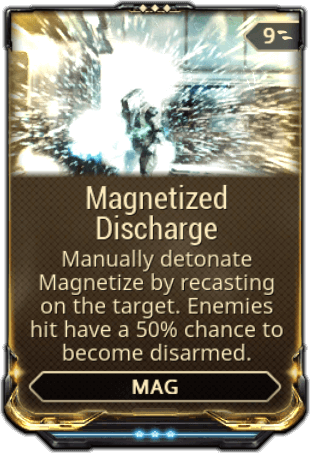 9
Magnetized
Discharge
Manually detonate
Magnetize by recasting
on the target. Enemies
hit have a 50% chance to
become disarmed.
MAG